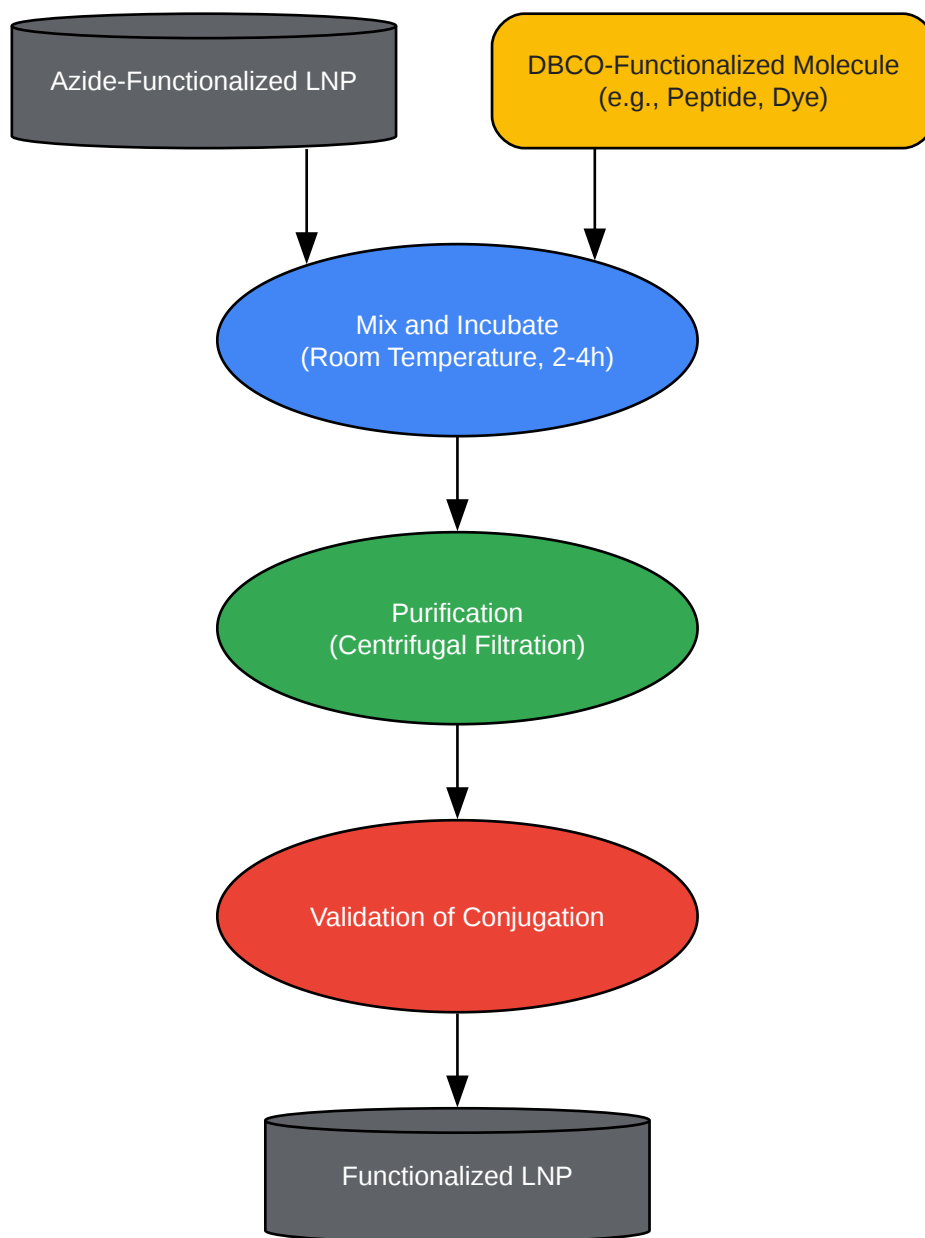 Azide-Functionalized LNP
DBCO-Functionalized Molecule
(e.g., Peptide, Dye)
Mix and Incubate
(Room Temperature, 2-4h)
Purification
(Centrifugal Filtration)
Validation of Conjugation
Functionalized LNP